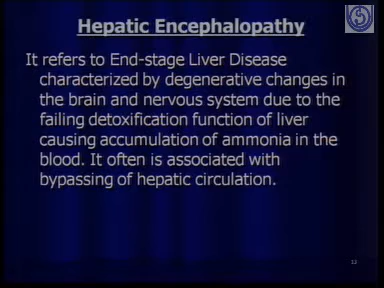 Hepatic Encephalopathy
It refers to End-stage Liver Disease
characterized by degenerative changes in
the brain and nervous system due to the
failing detoxification function of liver
causing accumulation of ammonia in the
blood. It often is associated with
bypassing of hepatic circulation.
12